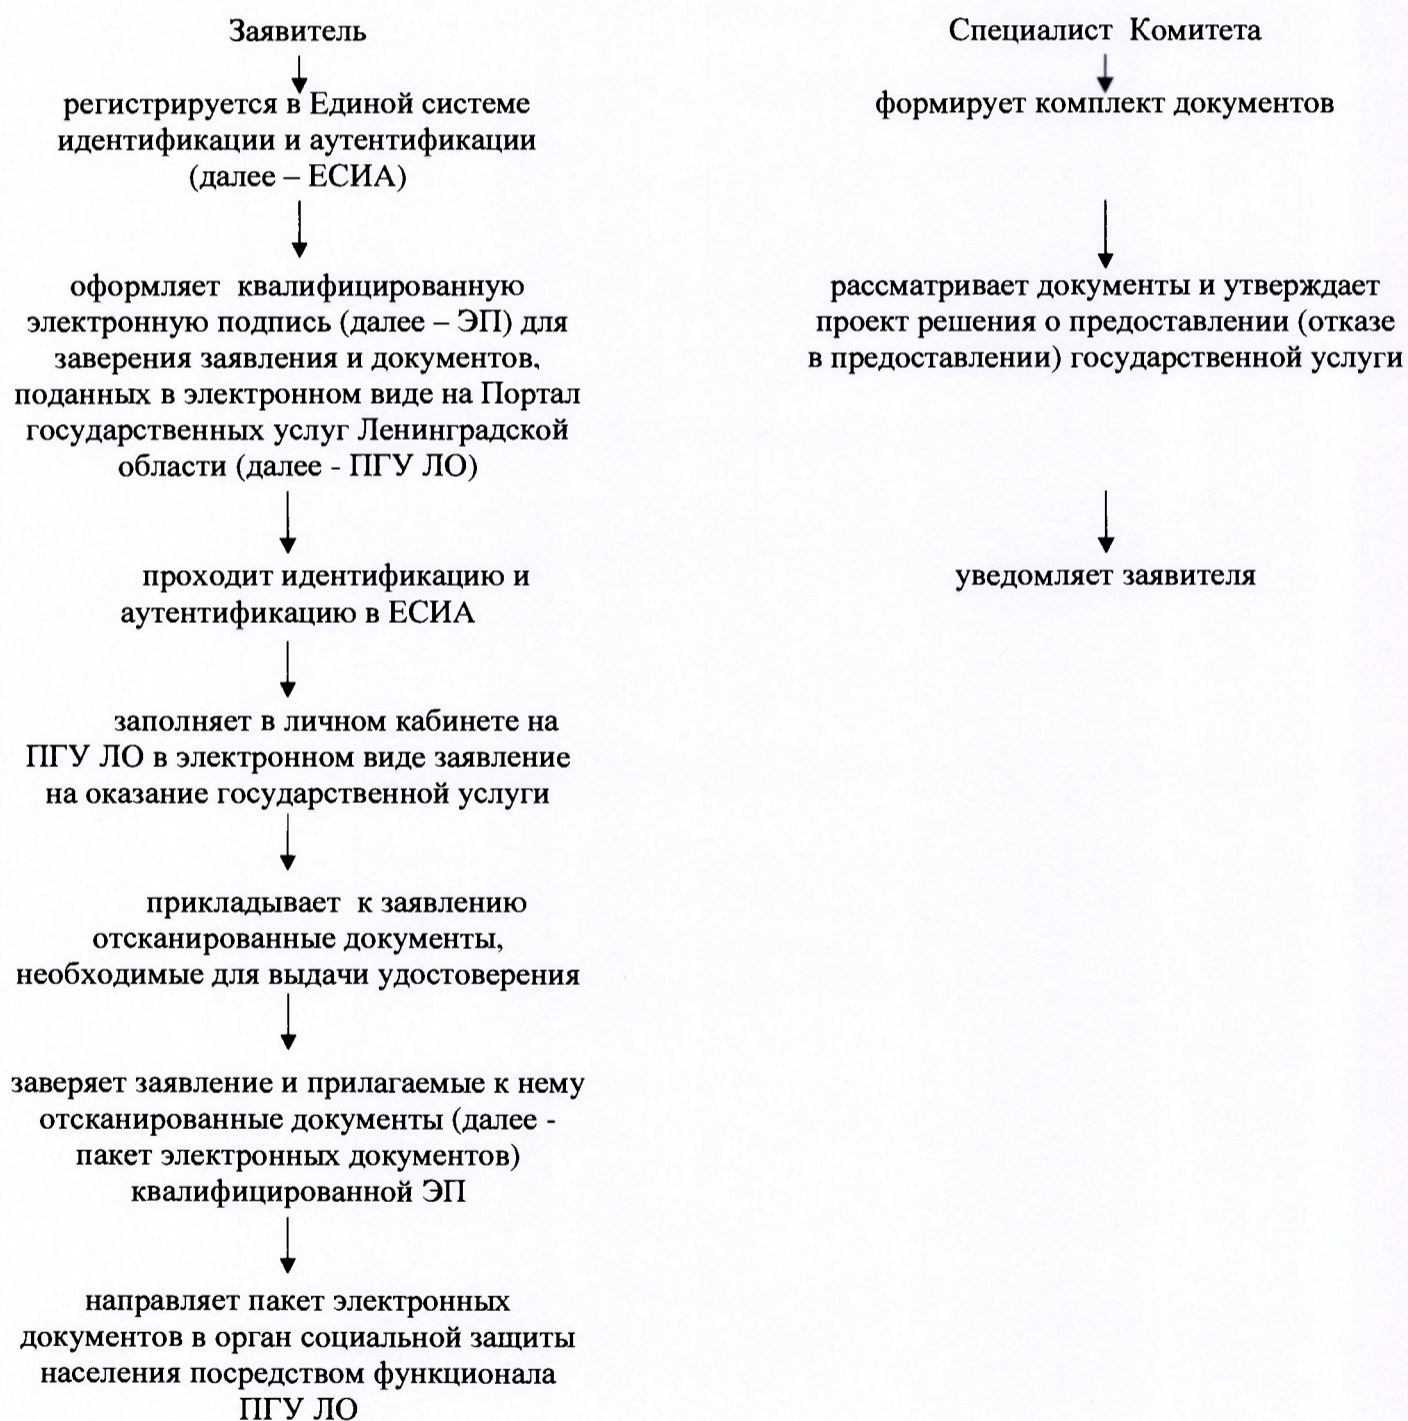 Заявитель
регистрируется в Единой системе
идентификации и аутентификации
(далее – ЕСИА)
оформляет квалифицированную
электронную подпись (далее – ЭП) для
заверения заявления и документов,
поданных в электронном виде на Портал
государственных услуг Ленинградской
области (далее - ПГУ ЛО)
проходит идентификацию и
аутентификацию в ЕСИА
заполняет в личном кабинете на
ПГУ ЛО в электронном виде заявление
на оказание государственной услуги
прикладывает к заявлению
отсканированные документы,
необходимые для выдачи удостоверения
заверяет заявление и прилагаемые к нему
отсканированные документы (далее -
пакет электронных документов)
квалифицированной ЭП
направляет пакет электронных
документов в орган социальной защиты
населения посредством функционала
ПГУ ЛО
Специалист Комитета
формирует комплект документов
рассматривает документы и утверждает
проект решения о предоставлении (отказе
в предоставлении) государственной услуги
уведомляет заявителя